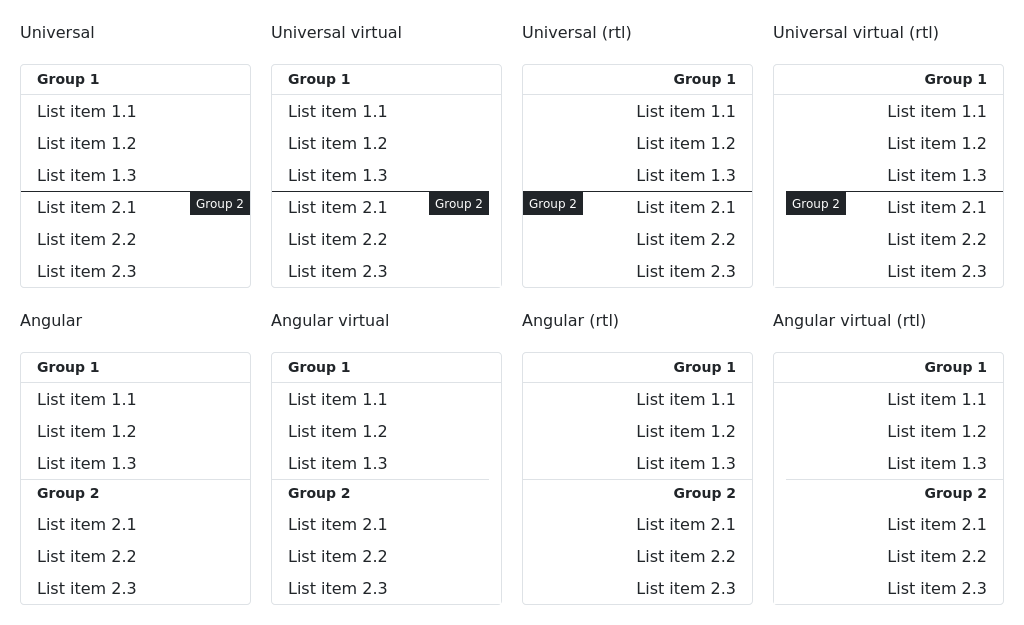 Universal
Group 1
List item 1.1
List item 1.2
List item 1.3
List item 2.1 Group 2
List item 2.2
List item 2.3
Universal virtual
Group 1
List item 1.1
List item 1.2
List item 1.3
List item 2.1 Group 2
List item 2.2
List item 2.3
Universal (rtl)
Group 1
List item 1.1
List item 1.2
List item 1.3
Group 2 List item 2.1
List item 2.2
List item 2.3
Universal virtual (rtl)
Group 1
List item 1.1
List item 1.2
List item 1.3
Group 2 List item 2.1
List item 2.2
List item 2.3
Angular
Group 1
List item 1.1
List item 1.2
List item 1.3
Group 2
List item 2.1
List item 2.2
List item 2.3
Angular virtual
Group 1
List item 1.1
List item 1.2
List item 1.3
Group 2
List item 2.1
List item 2.2
List item 2.3
Angular (rtl)
Group 1
List item 1.1
List item 1.2
List item 1.3
Group 2
List item 2.1
List item 2.2
List item 2.3
Angular virtual (rtl)
Group 1
List item 1.1
List item 1.2
List item 1.3
Group 2
List item 2.1
List item 2.2
List item 2.3